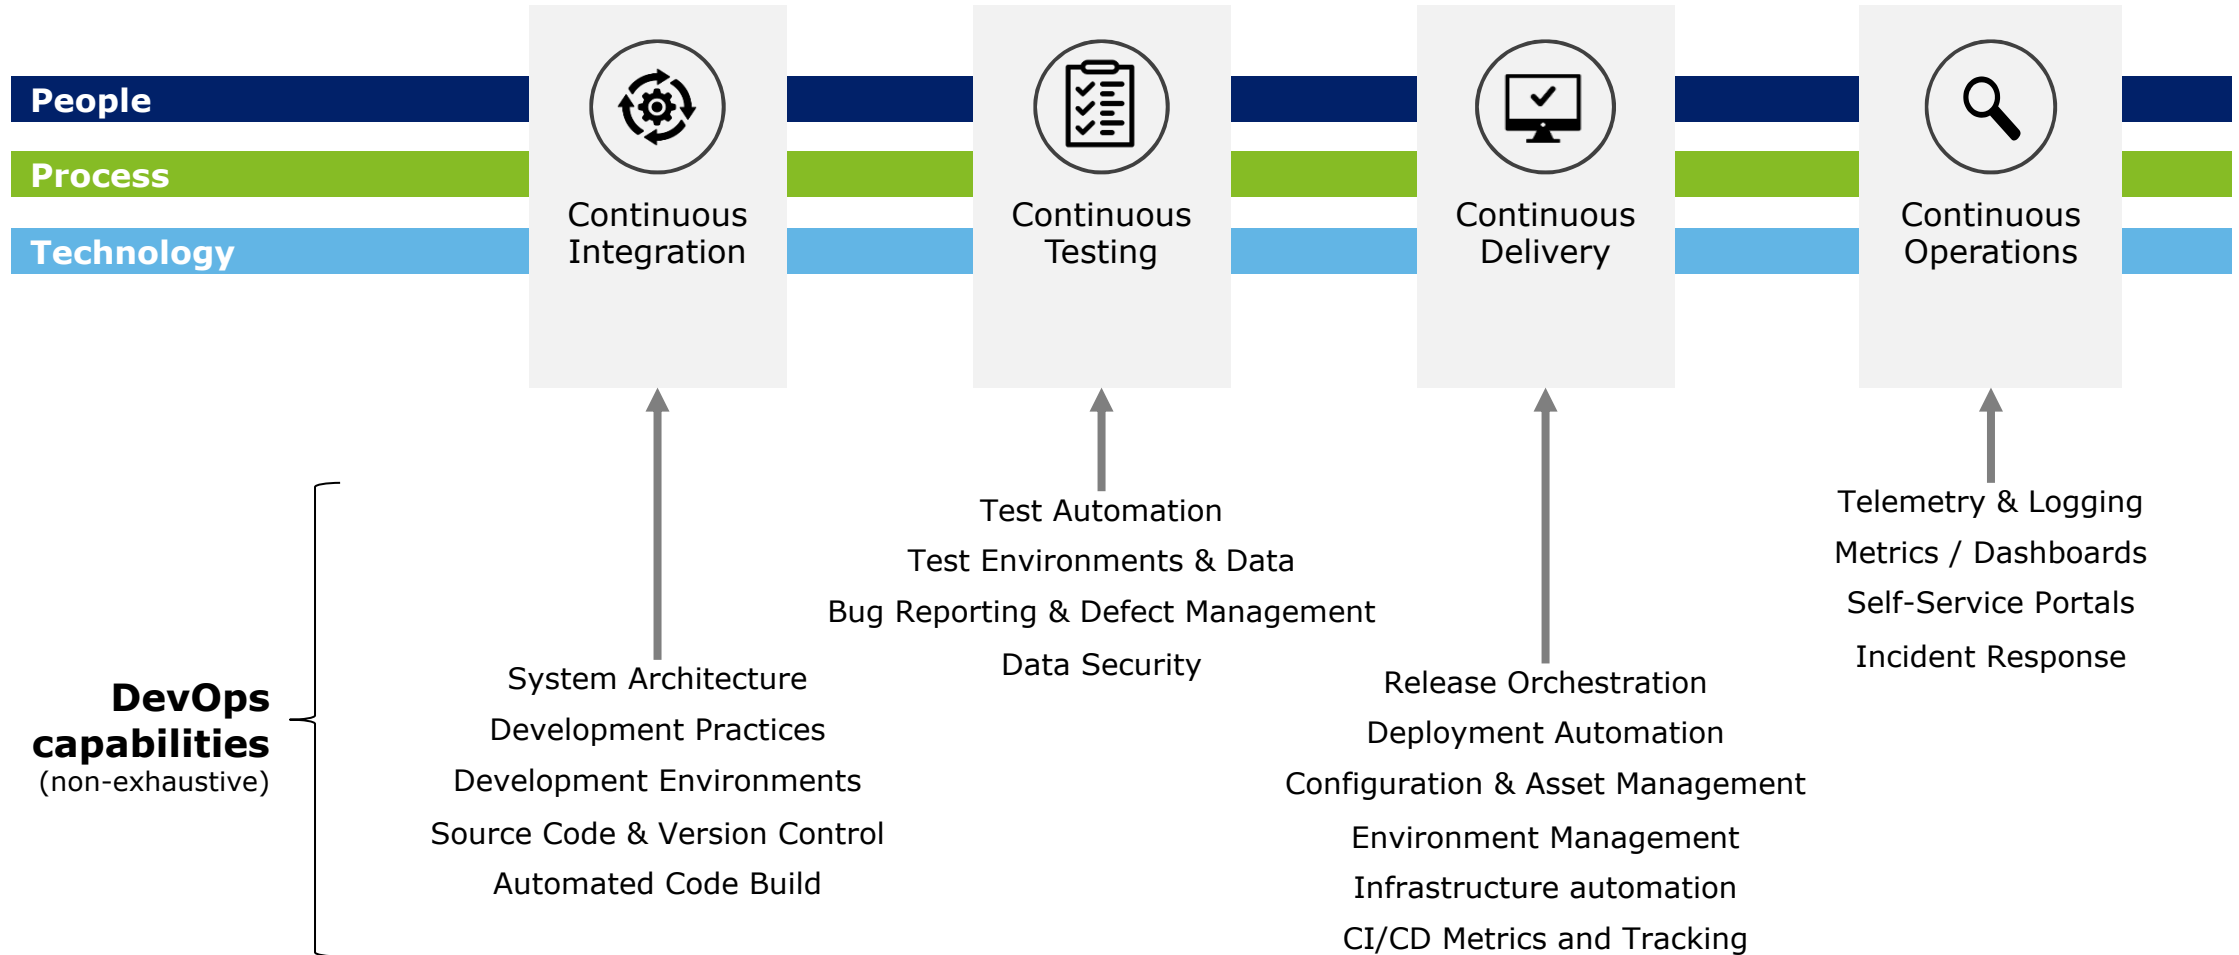 People
Process
Technology
Continuous
Integration
Continuous
Testing
Continuous
Delivery
Continuous
Operations
DevOps
capabilities
(non-exhaustive)
System Architecture
Development Practices
Development Environments
Source Code & Version Control
Automated Code Build
Test Automation
Test Environments & Data
Bug Reporting & Defect Management
Data Security
Release Orchestration
Deployment Automation
Configuration & Asset Management
Environment Management
Infrastructure automation
CI/CD Metrics and Tracking
Telemetry & Logging
Metrics / Dashboards
Self-Service Portals
Incident Response